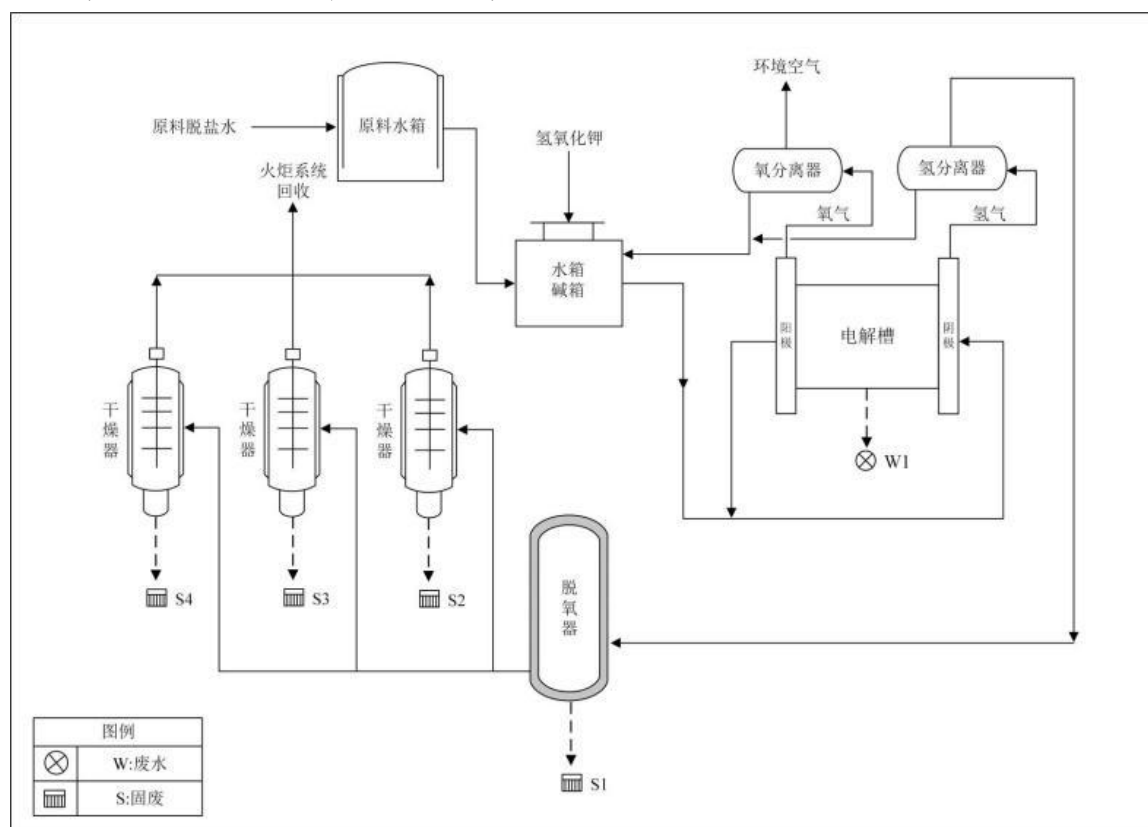 环境空气
原料脱盐水
原料水箱
氢氧化钾
氧分离器
氢分离器
火炬系统
回收
氧气
氢气
水箱
碱箱
阳极
电解槽
阴极
干燥器
干燥器
干燥器
W1
脱氧器
S4
S3
S2
图例
W:废水
S:固废
S1